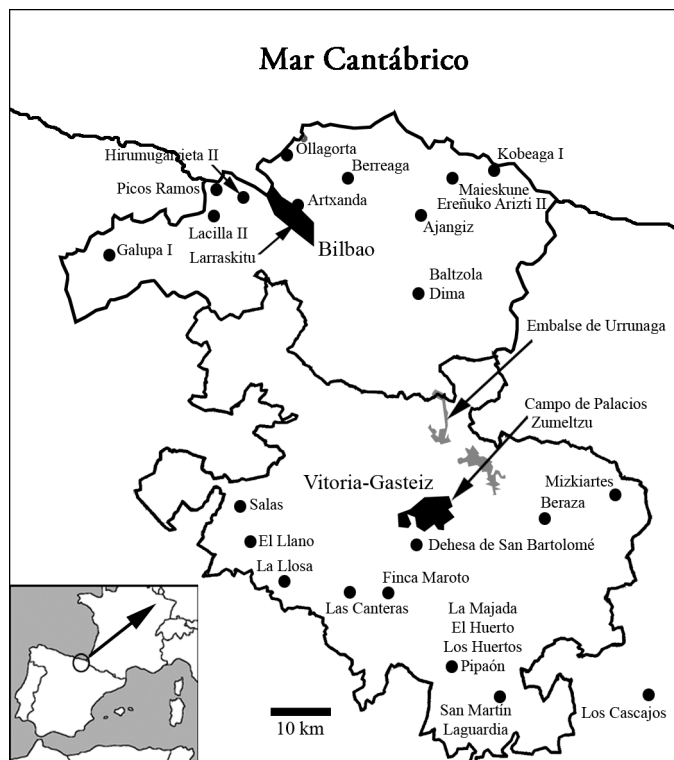 Mar Cantábrico
Ollagorta
Hirumugarrieta II
Kobeaga I
Berreaga
Picos Ramos
Maieskune
Ereñuko Arizti II
Artxanda
Lacilla II
Ajangiz
Galupa I
Larraskitu
Bilbao
Baltzola
Dima
Embalse de Urrunaga
Campo de Palacios
Zumeltzu
Vitoria-Gasteiz
Mizkiartes
Beraza
Salas
El Llano
Dehesa de San Bartolomé
La Llosa
Finca Maroto
Las Canteras
La Majada
El Huerto
Los Huertos
Pipaón
San Martín
Laguardia
Los Cascajos
10 km